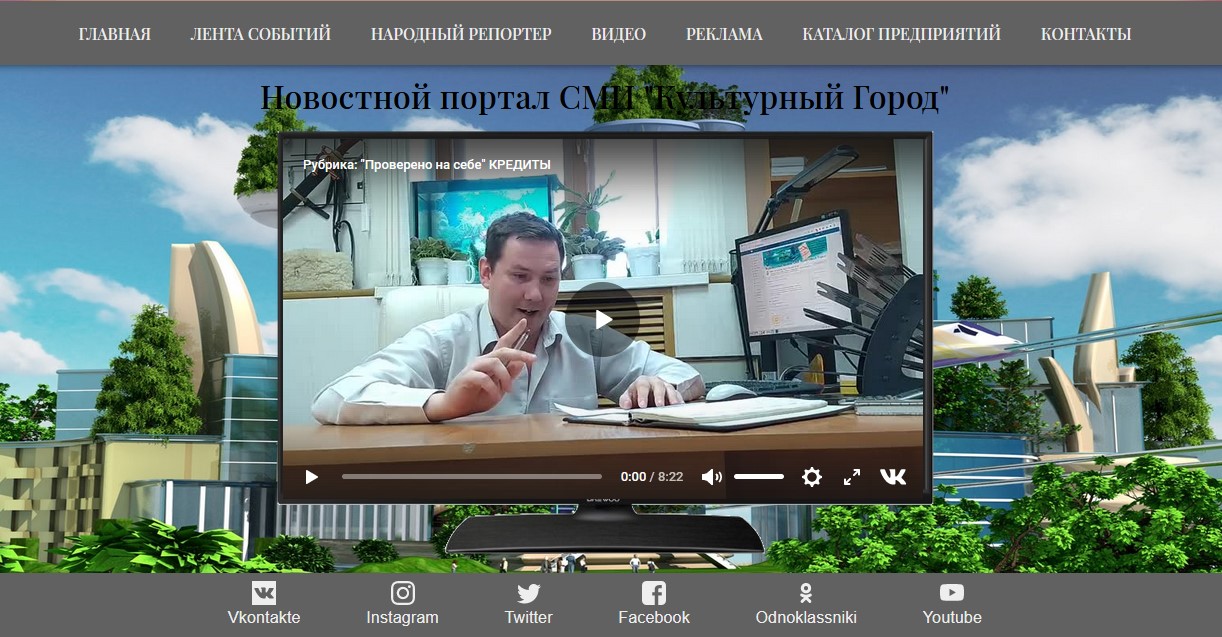 ГЛАВНАЯ ЛЕНТА СОБЫТИЙ НАРОДНЫЙ РЕПОРТЕР ВИДЕО РЕКЛАМА КАТАЛОГ ПРЕДПРИЯТИЙ КОНТАКТЫ
Новостной портал СМИ "Культурный Город"
Рубрика: "Проверено на себе" КРЕДИТЫ
0:00 / 8:22
DAEWOO
Vkontakte Instagram Twitter Facebook Odnoklassniki Youtube